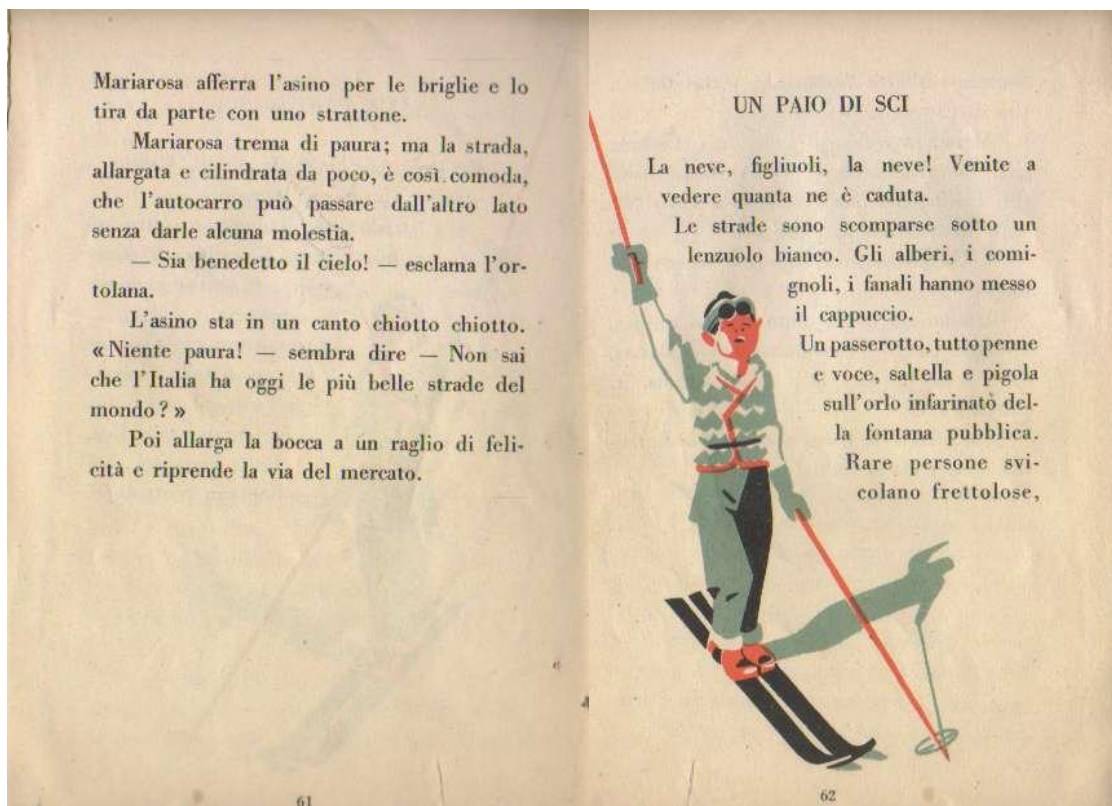 Mariarosa afferra l'asino per le briglie e lo
tira da parte con uno strattone.
Mariarosa trema di paura; ma la strada,
allargata e cilindrata da poco, è così comoda,
che l'autocarro può passare dall'altro lato
senza darle alcuna molestia.
— Sia benedetto il cielo! — esclama l'or-
tolana.
L'asino sta in un canto chiotto chiotto.
« Niente paura! — sembra dire — Non sai
che l'Italia ha oggi le più belle strade del
mondo? »
Poi allarga la bocca a un raglio di feli-
cità e riprende la via del mercato.
61
UN PAIO DI SCI
La neve, figliuoli, la neve! Venite a
vedere quanta ne è caduta.
Le strade sono scomparse sotto un
lenzuolo bianco. Gli alberi, i comi-
gnoli, i fanali hanno messo
il cappuccio.
Un passerotto, tutto penne
e voce, saltella e pigola
sull'orlo infarinato del-
la fontana pubblica.
Rare persone svi-
colano frettolose,
62